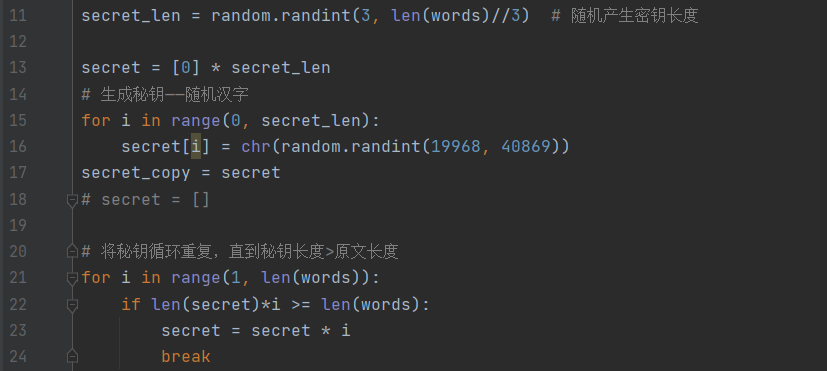 11 secret_len = random.randint(3, len(words)//3)  # 随机产生密钥长度
12
13 secret = [0] * secret_len
14 # 生成秘钥——随机汉字
15 for i in range(0, secret_len):
16     secret[i] = chr(random.randint(19968, 40869))
17 secret_copy = secret
18 # secret = []
19
20 # 将秘钥循环重复，直到秘钥长度>原文长度
21 for i in range(1, len(words)):
22     if len(secret)*i >= len(words):
23         secret = secret * i
24         break